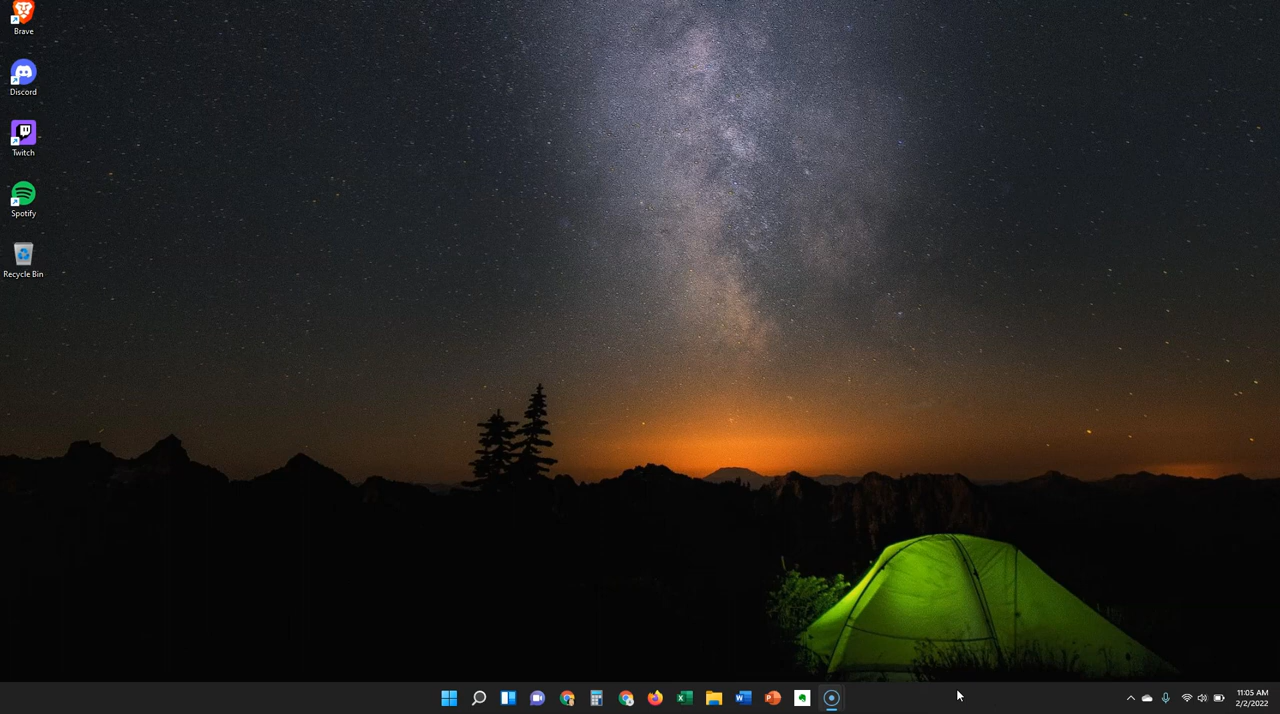 Brave
Discord
Twitch
Spotify
Recycle Bin
11:05 AM
2/2/2022